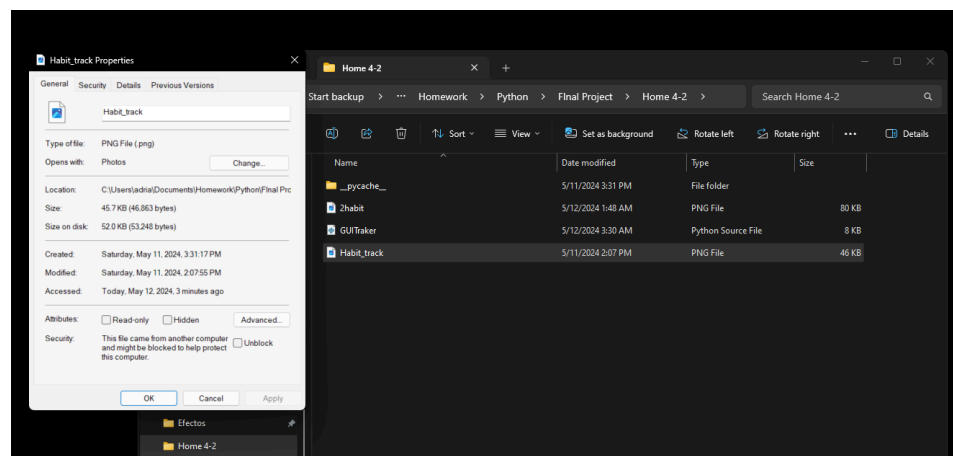 Habit_track Properties
General Security Details Previous Versions
Habit_track
Type of file: PNG File (.png)
Opens with: Photos Change...
Location: C:\Users\adria\Documents\Homework\Python\FInal Prc
Size: 45.7 KB (46,863 bytes)
Size on disk: 52.0 KB (53,248 bytes)
Created: Saturday, May 11, 2024, 3:31:17 PM
Modified: Saturday, May 11, 2024, 2:07:55 PM
Accessed: Today, May 12, 2024, 3 minutes ago
Attributes: Read-only Hidden Advanced...
Security: This file came from another computer and might be blocked to help protect this computer. Unblock
OK Cancel Apply
Home 4-2
Start backup > ... Homework > Python > FInal Project > Home 4-2 > Search Home 4-2
Sort View Set as background Rotate left Rotate right ... Details
Name Date modified Type Size
__pycache__ 5/11/2024 3:31 PM File folder
2habit 5/12/2024 1:48 AM PNG File 80 KB
GUITraker 5/12/2024 3:30 AM Python Source File 8 KB
Habit_track 5/11/2024 2:07 PM PNG File 46 KB
Efectos
Home 4-2